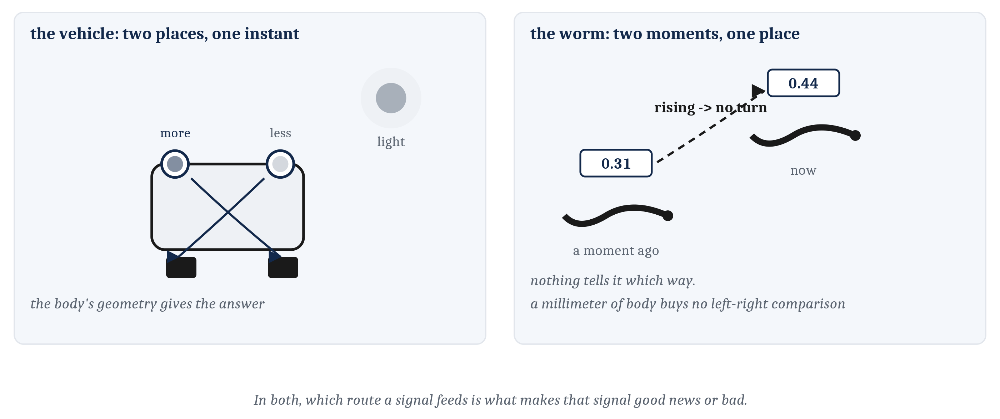 the vehicle: two places, one instant
light
more
less
the body's geometry gives the answer
the worm: two moments, one place
0.44
rising -> no turn
0.31
now
a moment ago
nothing tells it which way.
a millimeter of body buys no left-right comparison
In both, which route a signal feeds is what makes that signal good news or bad.